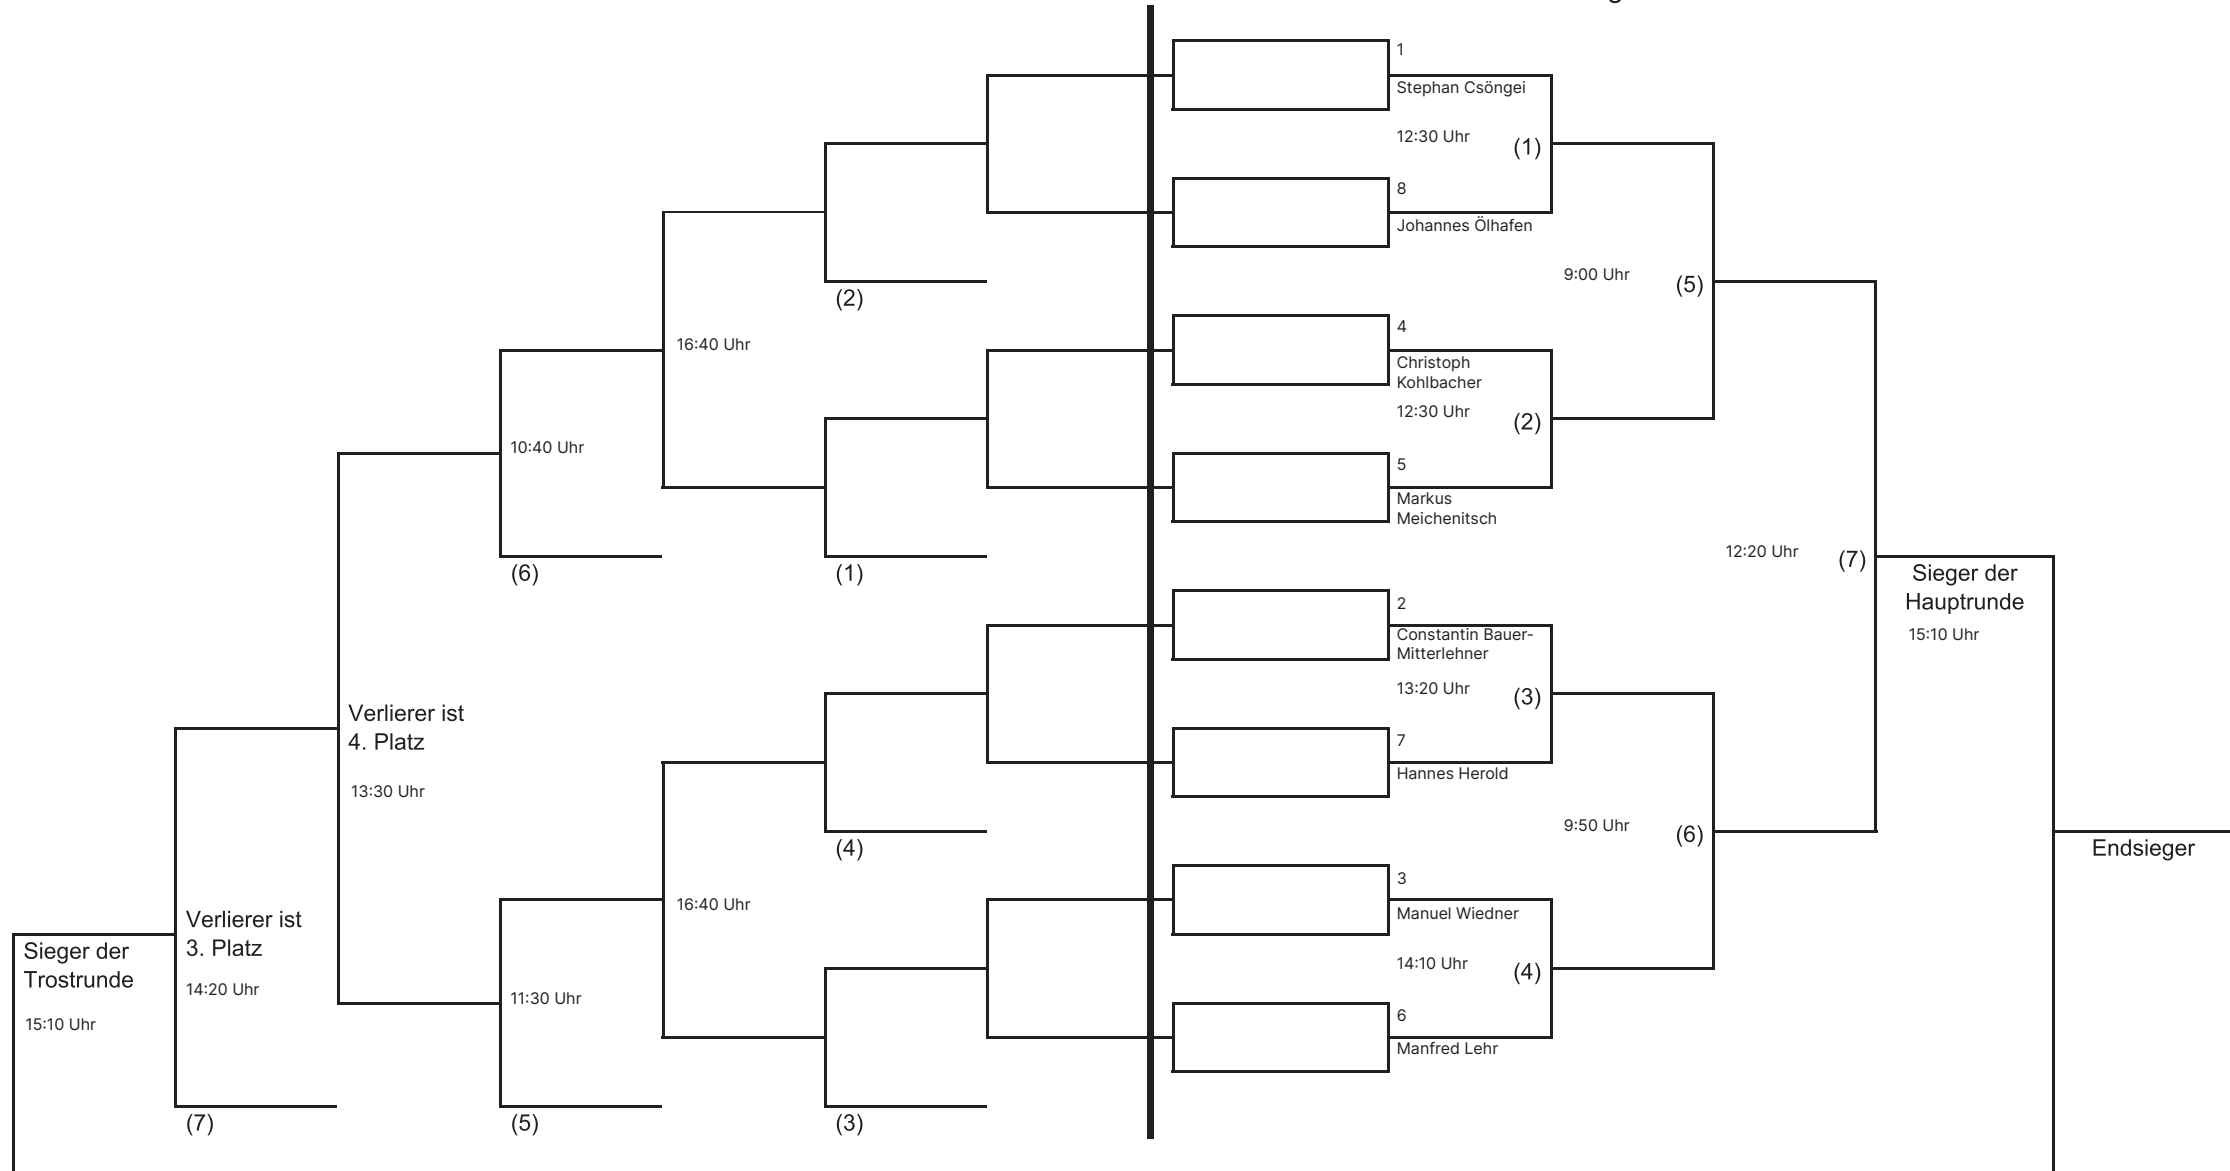 1
Stephan Csöngei
12:30 Uhr
(1)
8
Johannes Ölhafen
9:00 Uhr
(5)
(2)
4
16:40 Uhr
Christoph
Kohlbacher
12:30 Uhr
(2)
10:40 Uhr
5
Markus
Meichenitsch
12:20 Uhr
(7)
(6)
(1)
Sieger der
Hauptrunde
15:10 Uhr
2
Constantin Bauer-
Mitterlehner
13:20 Uhr
(3)
Verlierer ist
4. Platz
13:30 Uhr
7
Hannes Herold
9:50 Uhr
(6)
(4)
Endsieger
3
16:40 Uhr
Manuel Wiedner
Verlierer ist
3. Platz
14:20 Uhr
Sieger der
Trostrunde
15:10 Uhr
14:10 Uhr
(4)
11:30 Uhr
6
Manfred Lehr
(7)
(5)
(3)